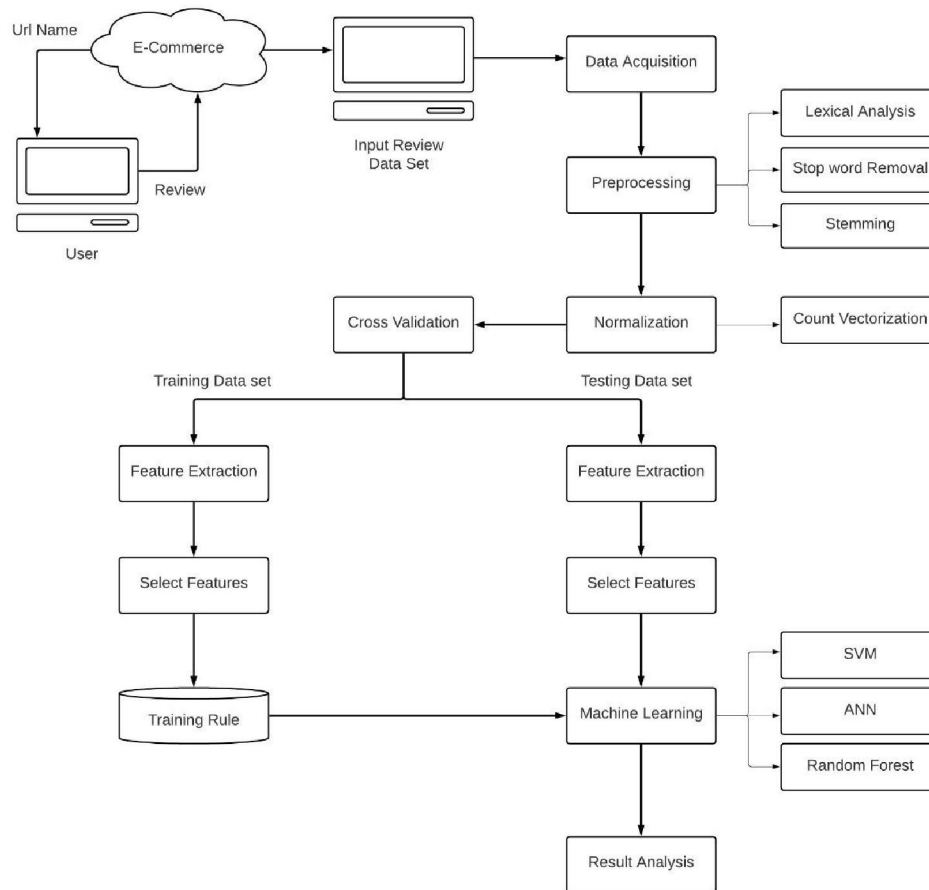 Url Name
E-Commerce
Data Acquisition
Lexical Analysis
Input Review
Data Set
Stop word Removal
Review
Preprocessing
Stemming
User
Cross Validation
Normalization
Count Vectorization
Training Data set
Testing Data set
Feature Extraction
Feature Extraction
Select Features
Select Features
SVM
Training Rule
Machine Learning
ANN
Random Forest
Result Analysis